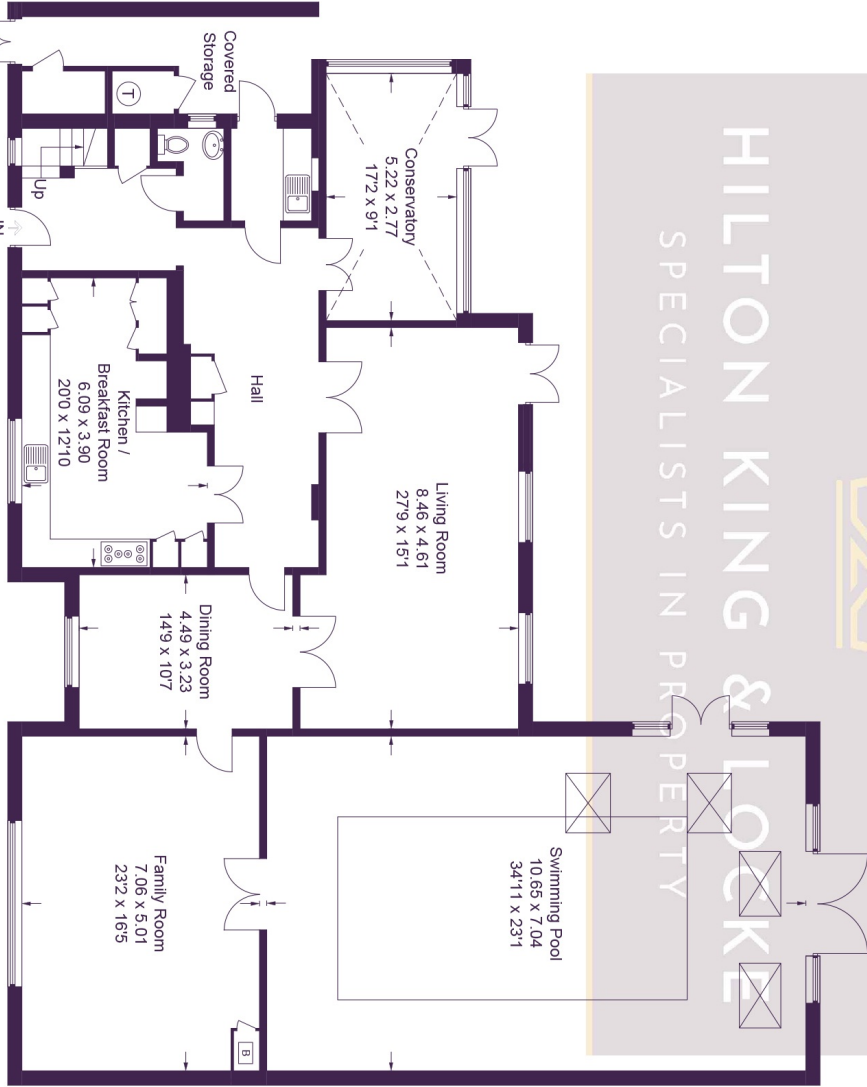 HILTON KING & LOCKE
SPECIALISTS IN PROPERTY
Covered
Storage
T
Up
IN
Conservatory
5.22 x 2.77
17'2 x 9'1
Hall
Kitchen /
Breakfast Room
6.09 x 3.90
20'0 x 12'10
Living Room
8.46 x 4.61
27'9 x 15'1
Dining Room
4.49 x 3.23
14'9 x 10'7
Swimming Pool
10.65 x 7.04
34'11 x 23'1
Family Room
7.06 x 5.01
23'2 x 16'5
B